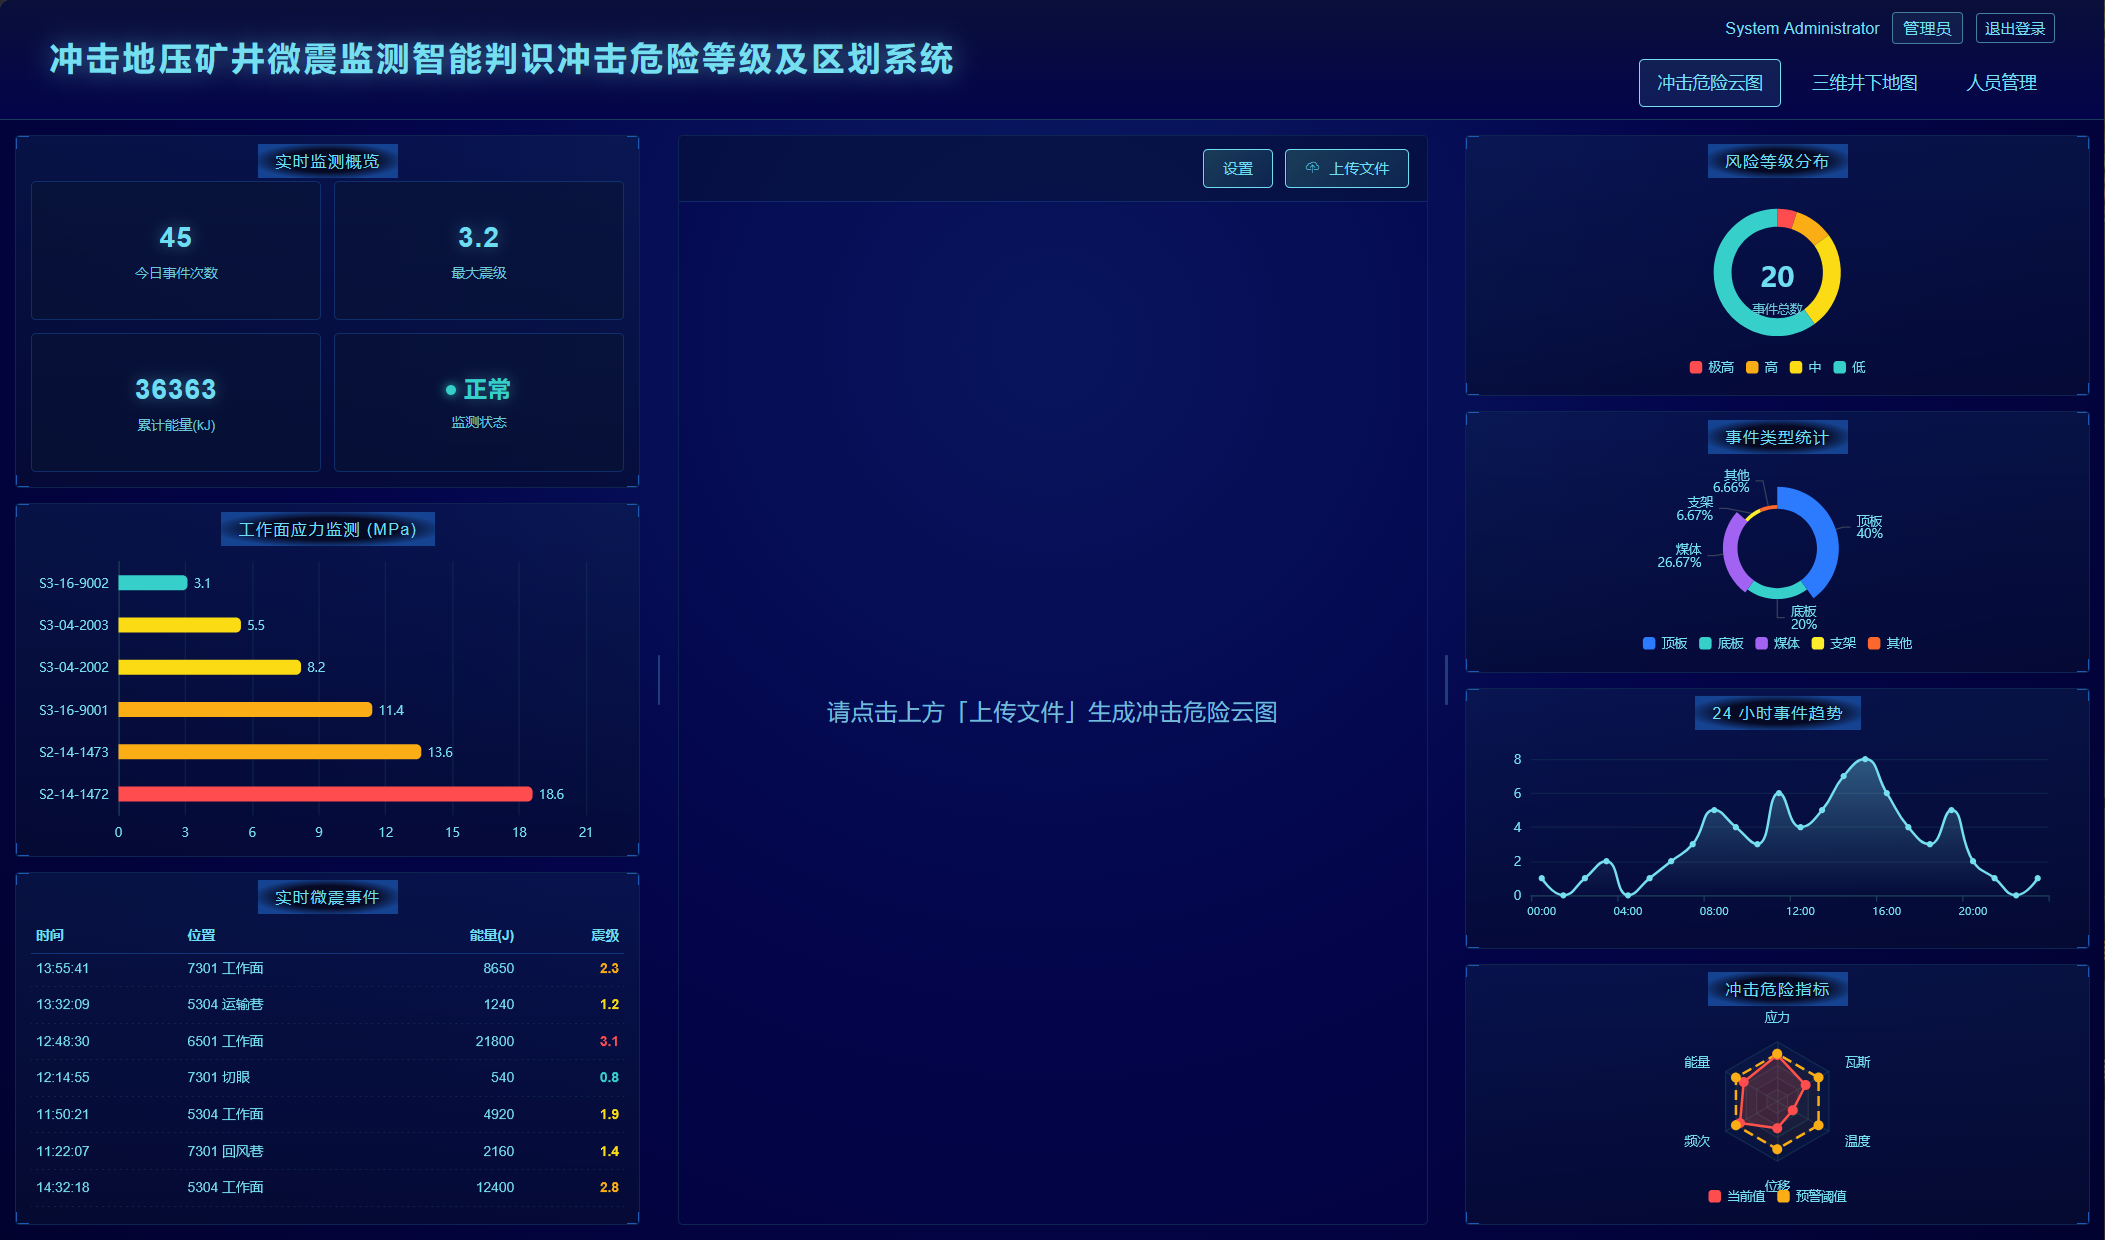 冲击地压矿井微震监测智能判识冲击危险等级及区划系统
System Administrator 管理员 退出登录
冲击危险云图 三维井下地图 人员管理
实时监测概览
45
今日事件次数
3.2
最大震级
36363
累计能量(kJ)
正常
监测状态
工作面应力监测 (MPa)
S3-16-9002 3.1
S3-04-2003 5.5
S3-04-2002 8.2
S3-16-9001 11.4
S2-14-1473 13.6
S2-14-1472 18.6
0 3 6 9 12 15 18 21
实时微震事件
时间 位置 能量(J) 震级
13:55:41 7301 工作面 8650 2.3
13:32:09 5304 运输巷 1240 1.2
12:48:30 6501 工作面 21800 3.1
12:14:55 7301 切眼 540 0.8
11:50:21 5304 工作面 4920 1.9
11:22:07 7301 回风巷 2160 1.4
14:32:18 5304 工作面 12400 2.8
设置 上传文件
请点击上方「上传文件」生成冲击危险云图
风险等级分布
20
事件总数
极高 高 中 低
事件类型统计
其他
6.66%
支架
6.67%
顶板
40%
煤体
26.67%
底板
20%
顶板 底板 煤体 支架 其他
24 小时事件趋势
8
6
4
2
0
00:00 04:00 08:00 12:00 16:00 20:00
冲击危险指标
应力
能量 瓦斯
频次 温度
位移
当前值 预警阈值